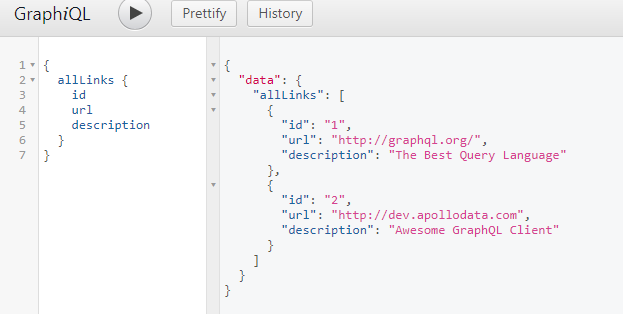 GraphiQL Prettify History
1 {
2 allLinks {
3 id
4 url
5 description
6 }
7 }
{
"data": {
"allLinks": [
{
"id": "1",
"url": "http://graphql.org/",
"description": "The Best Query Language"
},
{
"id": "2",
"url": "http://dev.apollodata.com",
"description": "Awesome GraphQL Client"
}
]
}
}